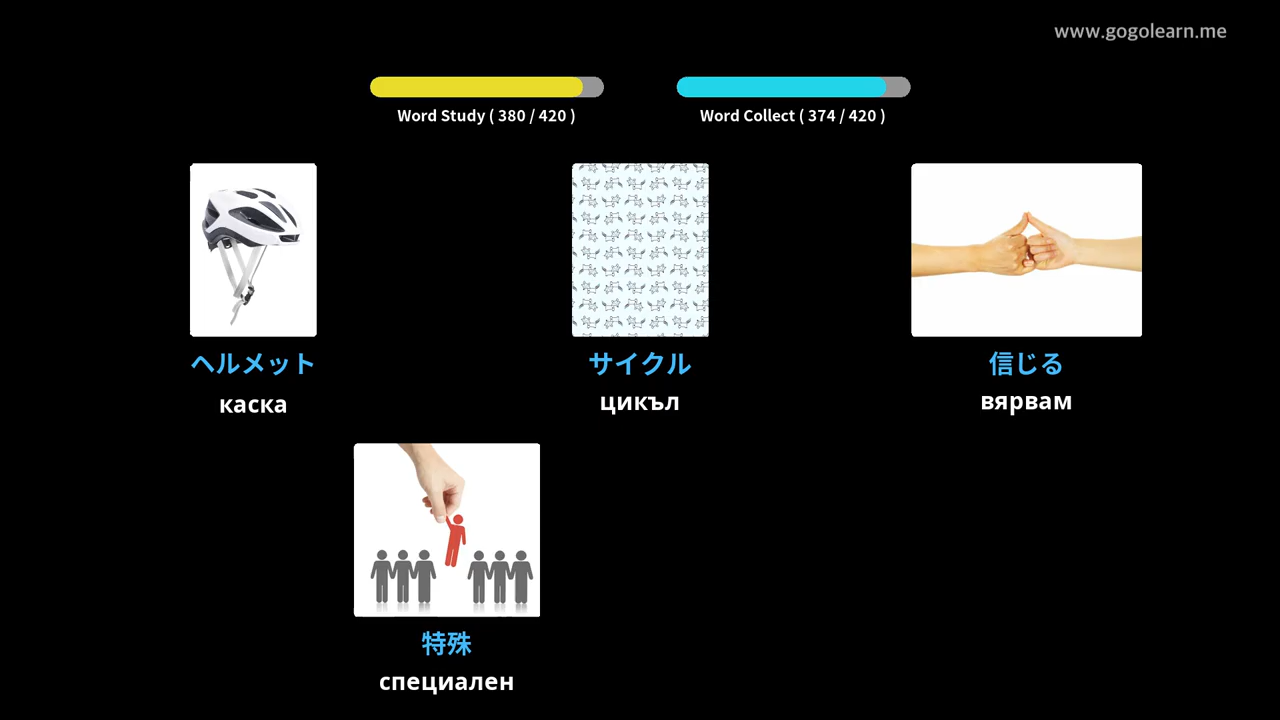 www.gogolearn.me
Word Study ( 380 / 420 )
Word Collect ( 374 / 420 )
ヘルメット
каска
サイクル
цикъл
信じる
вярвам
特殊
специален